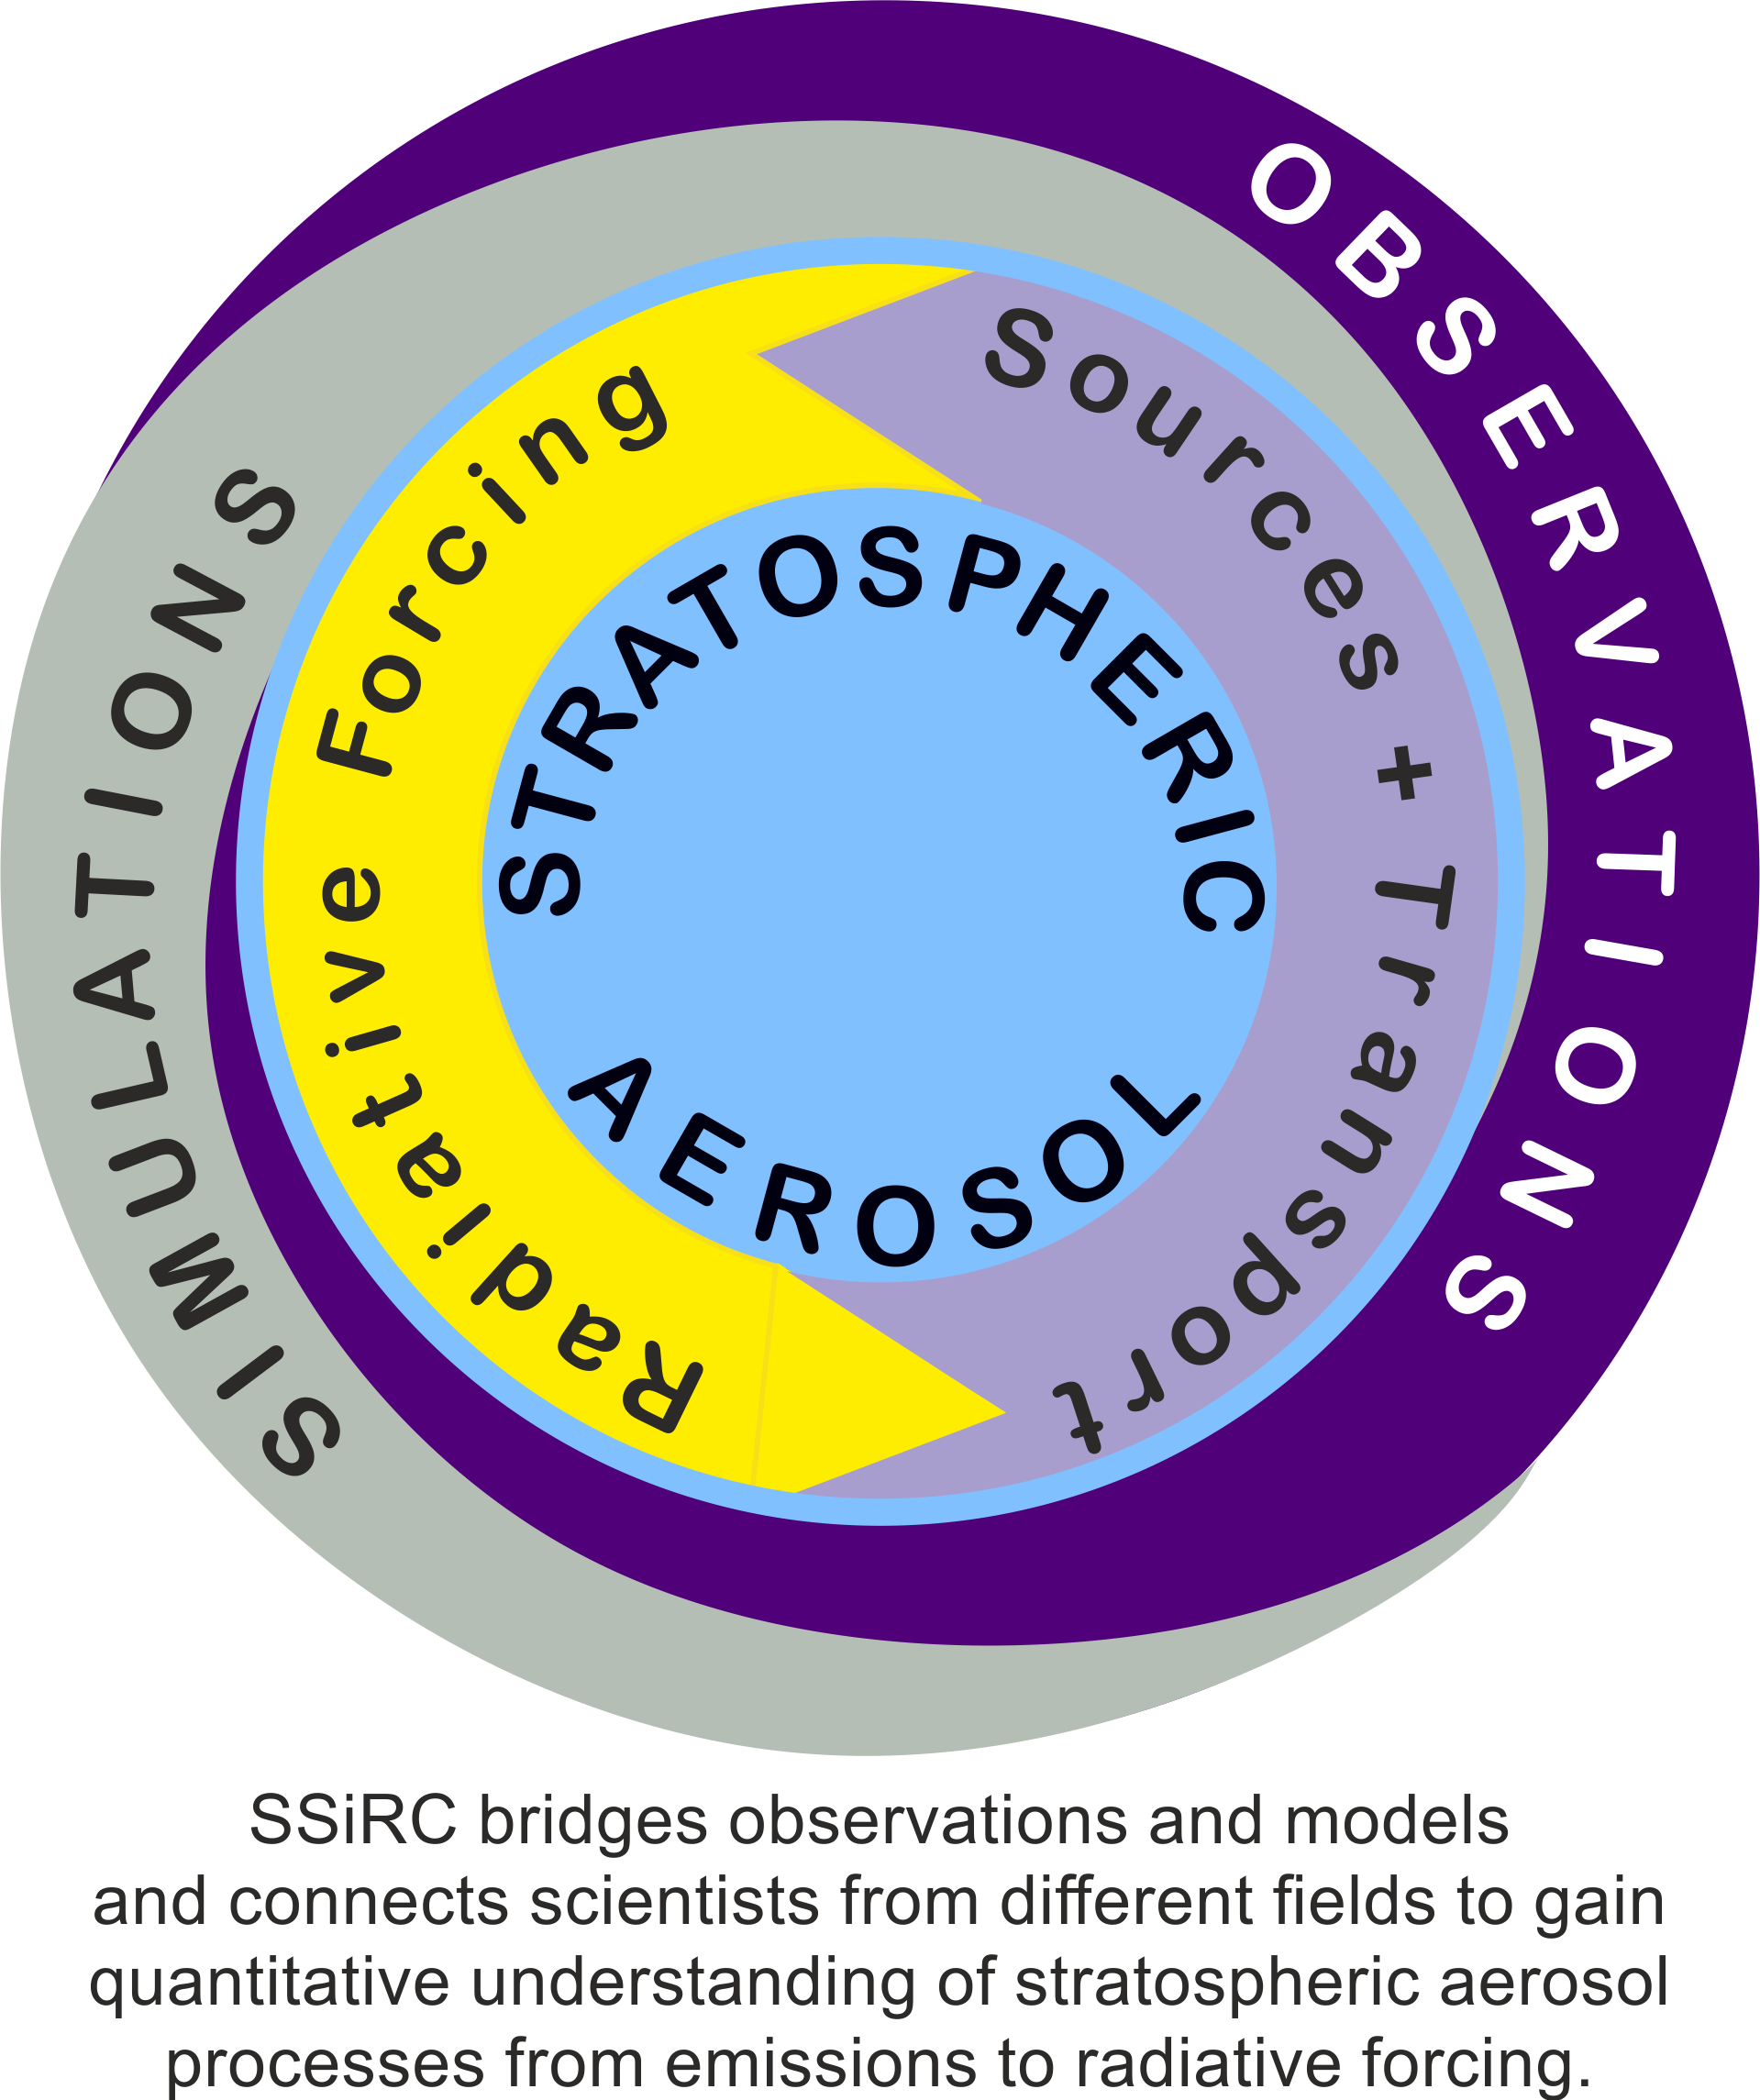 OBSERVATIONS
SIMULATIONS
Sources + Transport
Radiative Forcing
STRATOSPHERIC
AEROSOL
SSiRC bridges observations and models
and connects scientists from different fields to gain
quantitative understanding of stratospheric aerosol
processes from emissions to radiative forcing.